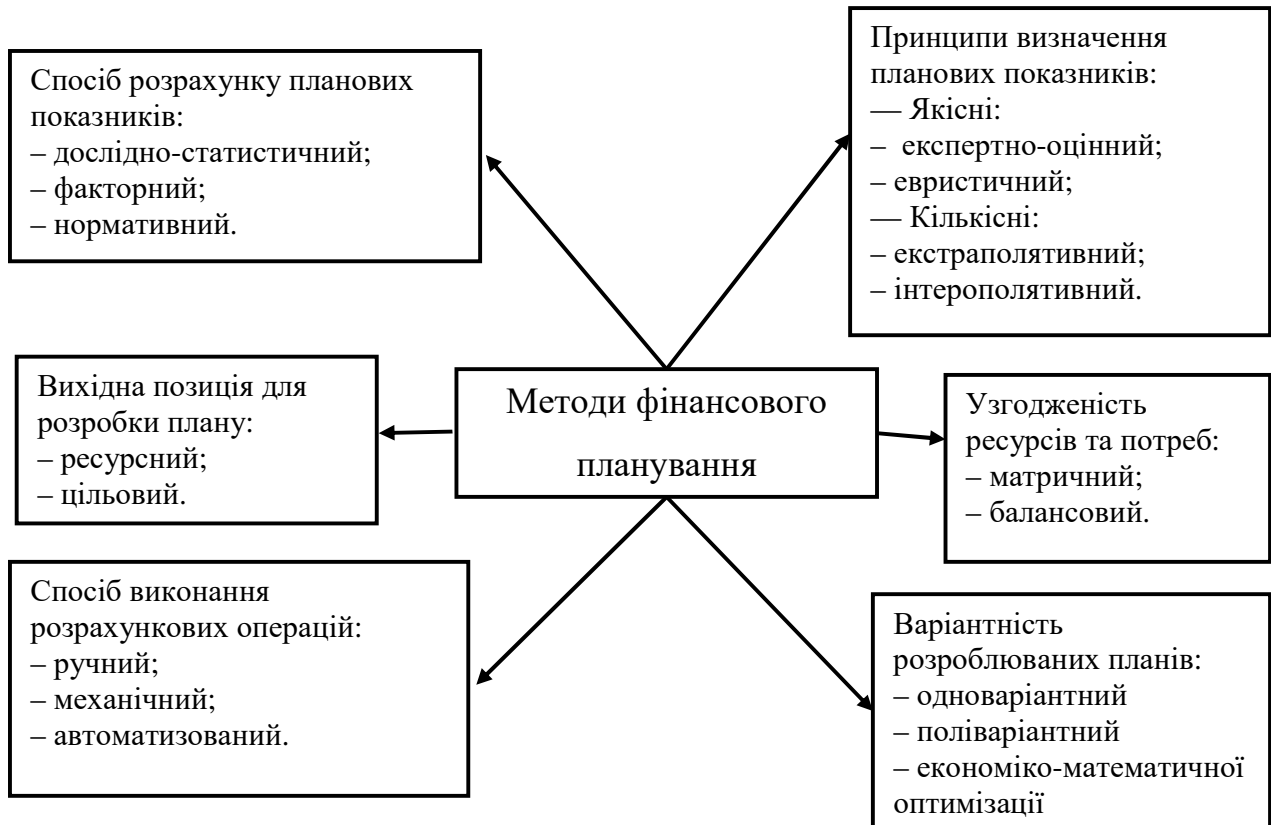 Спосіб розрахунку планових
показників:
– дослідно-статистичний;
– факторний;
– нормативний.
Принципи визначення
планових показників:
— Якісні:
– експертно-оцінний;
– евристичний;
— Кількісні:
– екстраполятивний;
– інтерополятивний.
Вихідна позиція для
розробки плану:
– ресурсний;
– цільовий.
Методи фінансового
планування
Узгодженість
ресурсів та потреб:
– матричний;
– балансовий.
Спосіб виконання
розрахункових операцій:
– ручний;
– механічний;
– автоматизований.
Варіантність
розроблюваних планів:
– одноваріантний
– поліваріантний
– економіко-математичної
оптимізації